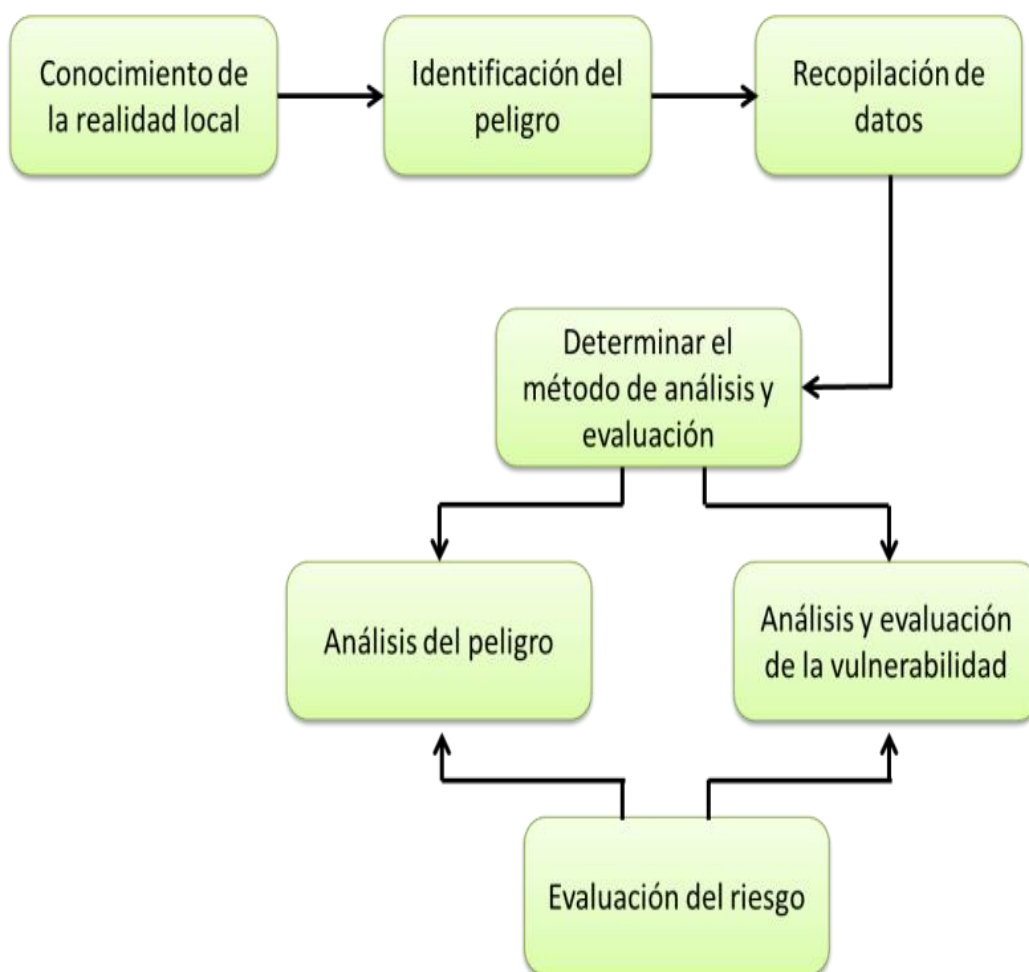 Conocimiento de
la realidad local
Identificación del
peligro
Recopilación de
datos
Determinar el
método de análisis y
evaluación
Análisis del peligro
Análisis y evaluación
de la vulnerabilidad
Evaluación del riesgo